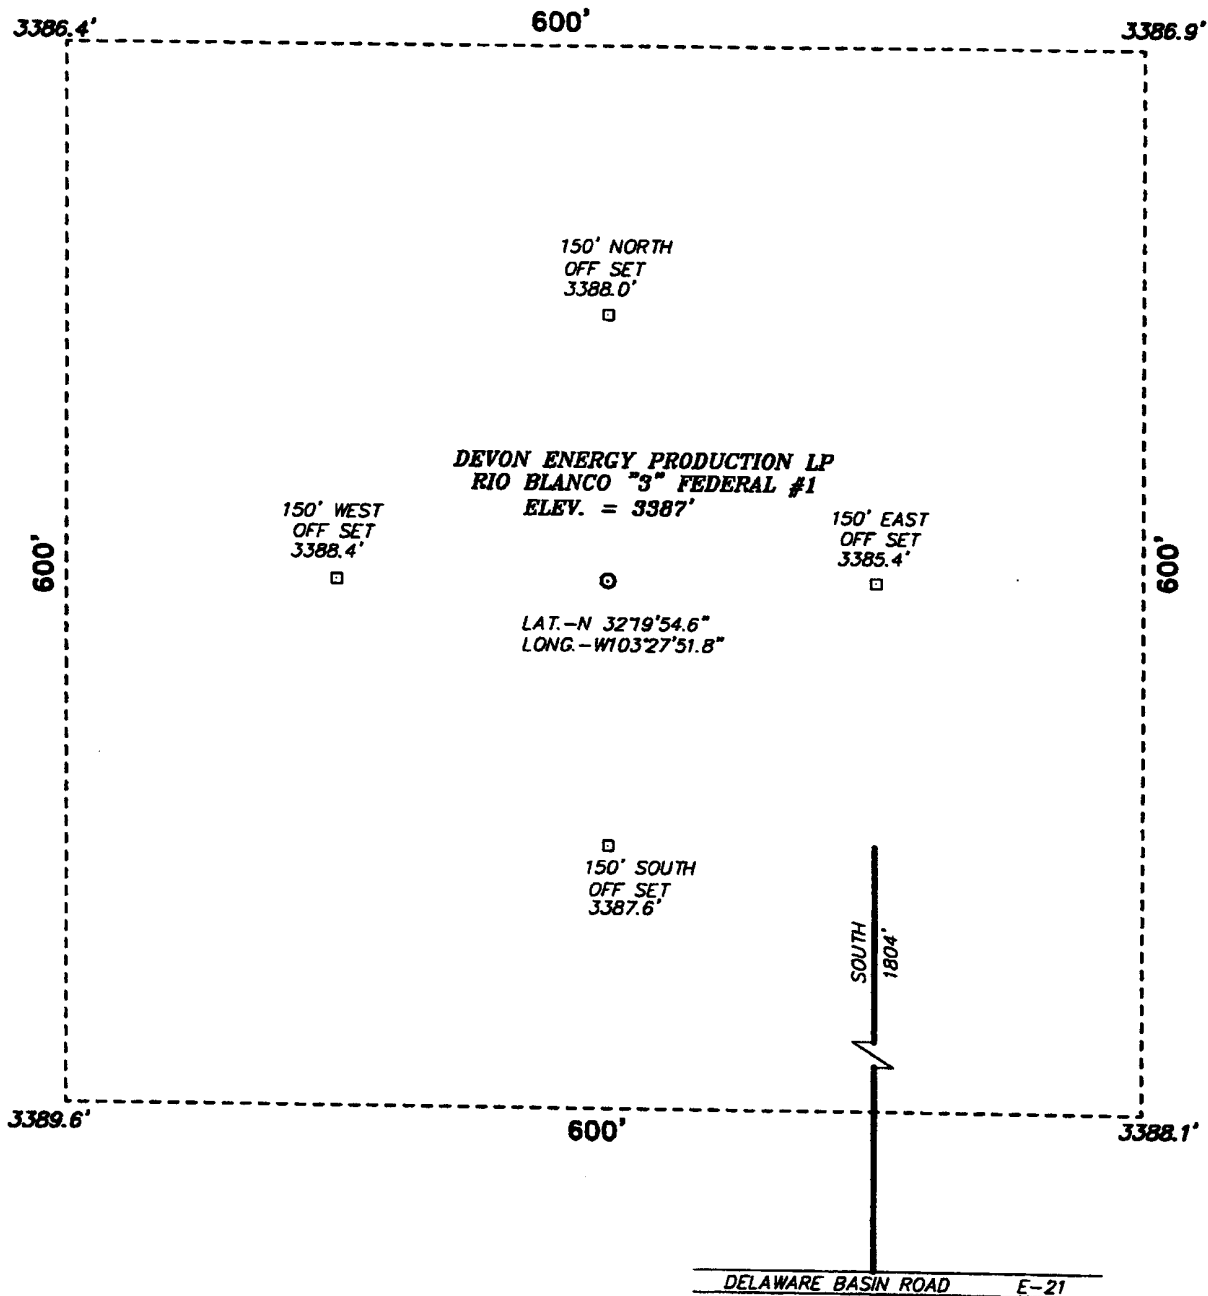 600'
3386.4'
3386.9'
150' NORTH
OFF SET
3388.0'
DEVON ENERGY PRODUCTION LP
RIO BLANCO "3" FEDERAL #1
ELEV. = 3387'
150' WEST
OFF SET
3388.4'
150' EAST
OFF SET
3385.4'
600'
600'
LAT.-N 32°19'54.6"
LONG.-W103°27'51.8"
150' SOUTH
OFF SET
3387.6'
SOUTH
1804'
3389.6'
600'
3388.1'
DELAWARE BASIN ROAD E-21